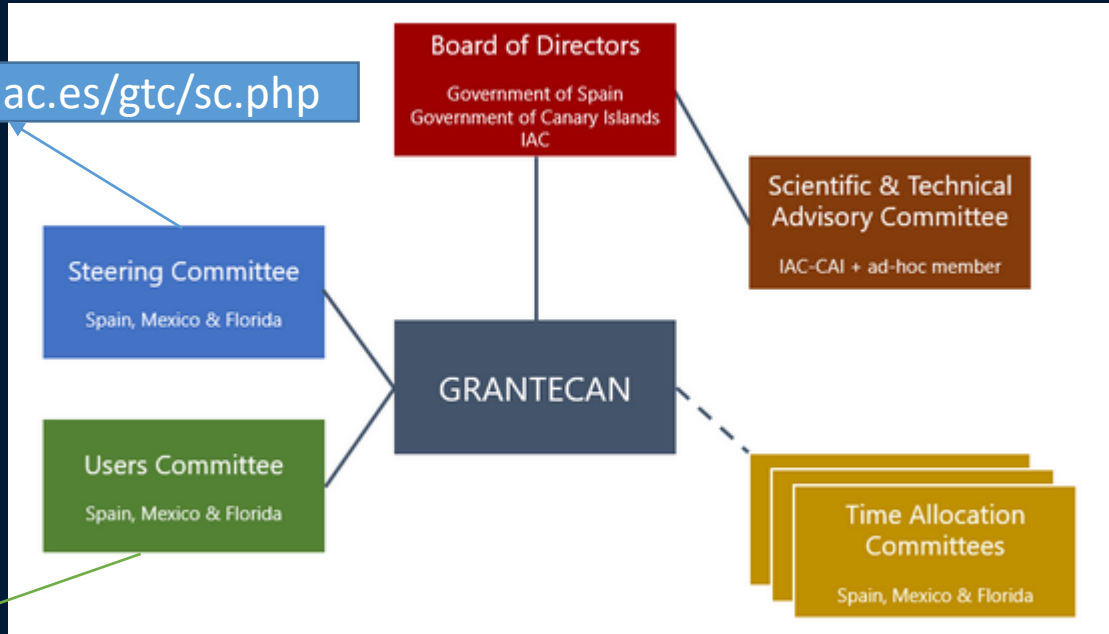 Board of Directors
Government of Spain
Government of Canary Islands
IAC
ac.es/gtc/sc.php
Scientific & Technical
Advisory Committee
IAC-CAI + ad-hoc member
Steering Committee
Spain, Mexico & Florida
GRANTECAN
Users Committee
Spain, Mexico & Florida
Time Allocation
Committees
Spain, Mexico & Florida